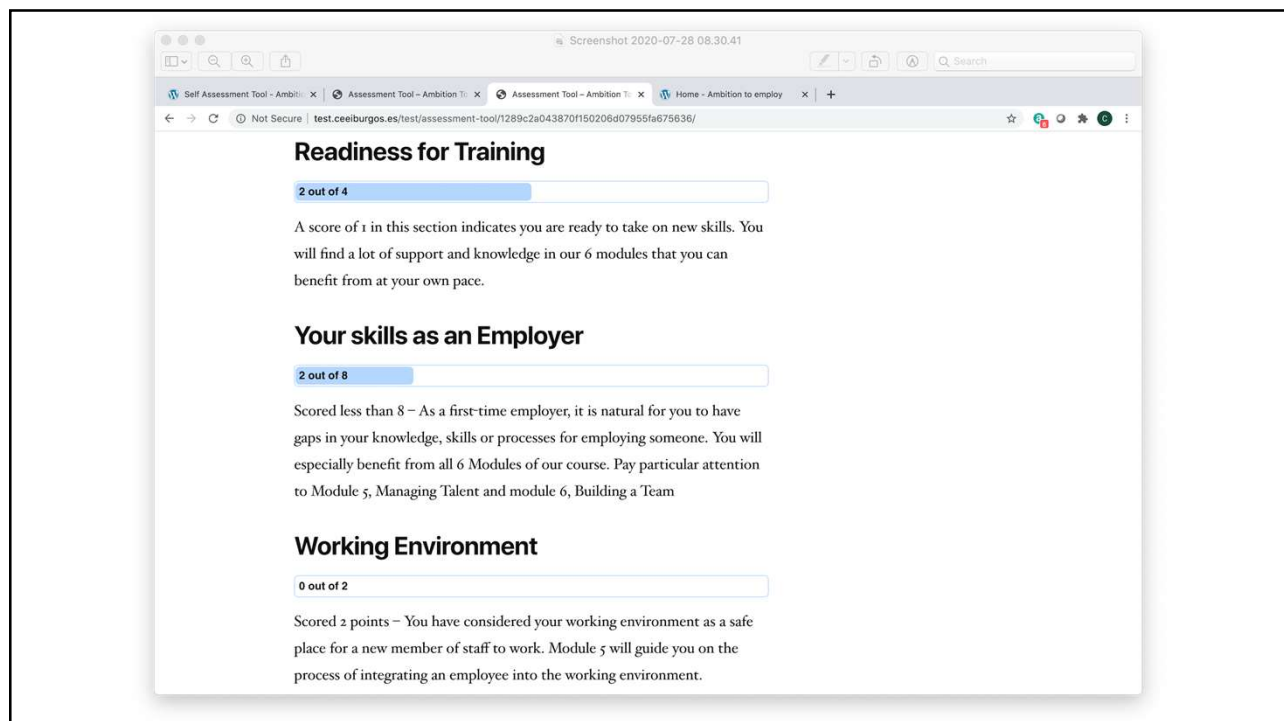 Screenshot 2020-07-28 08.30.41
Search
Self Assessment Tool - Ambitio
Assessment Tool – Ambition To
Assessment Tool – Ambition To
Home - Ambition to employ
Not Secure | test.ceeiburgos.es/test/assessment-tool/1289c2a043870f150206d07955fa675636/
C
Readiness for Training
2 out of 4
A score of 1 in this section indicates you are ready to take on new skills. You
will find a lot of support and knowledge in our 6 modules that you can
benefit from at your own pace.
Your skills as an Employer
2 out of 8
Scored less than 8 – As a first-time employer, it is natural for you to have
gaps in your knowledge, skills or processes for employing someone. You will
especially benefit from all 6 Modules of our course. Pay particular attention
to Module 5, Managing Talent and module 6, Building a Team
Working Environment
0 out of 2
Scored 2 points – You have considered your working environment as a safe
place for a new member of staff to work. Module 5 will guide you on the
process of integrating an employee into the working environment.